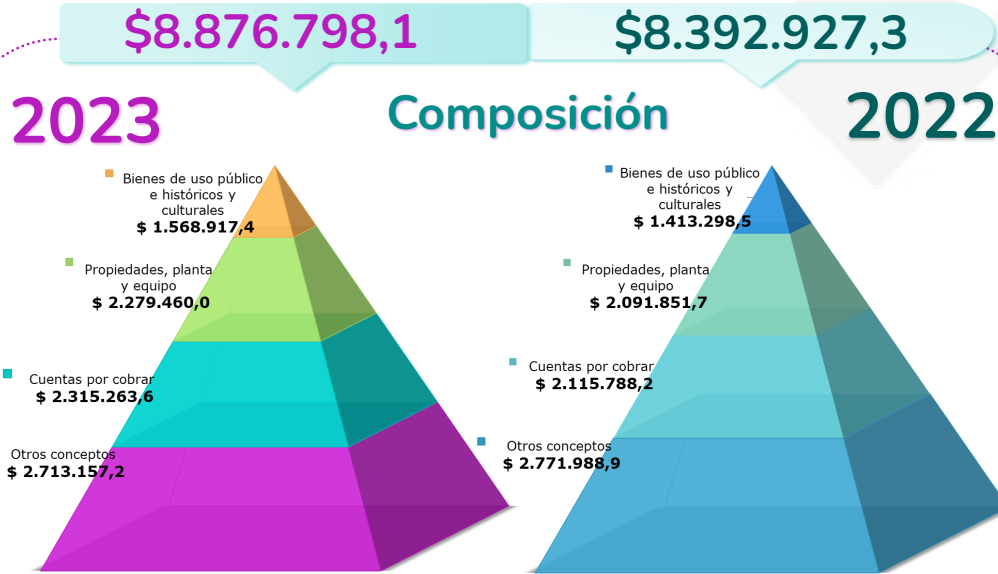 $8.876.798,1
$8.392.927,3
2023
Composición
2022
Bienes de uso público
e históricos y
culturales
$ 1.568.917,4
Propiedades, planta
y equipo
$ 2.279.460,0
Cuentas por cobrar
$ 2.315.263,6
Otros conceptos
$ 2.713.157,2
Bienes de uso público
e históricos y
culturales
$ 1.413.298,5
Propiedades, planta
y equipo
$ 2.091.851,7
Cuentas por cobrar
$ 2.115.788,2
Otros conceptos
$ 2.771.988,9